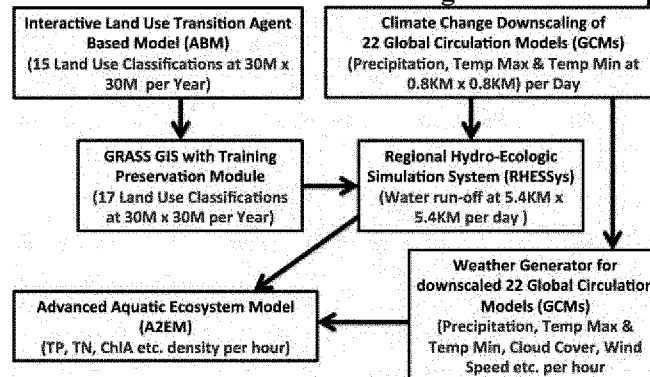 Interactive Land Use Transition Agent
Based Model (ABM)
(15 Land Use Classifications at 30M x
30M per Year)
Climate Change Downscaling of
22 Global Circulation Models (GCMs)
(Precipitation, Temp Max & Temp Min at
0.8KM x 0.8KM) per Day
GRASS GIS with Training
Preservation Module
(17 Land Use Classifications
at 30M x 30M per Year)
Regional Hydro-Ecologic
Simulation System (RHESSys)
(Water run-off at 5.4KM x
5.4KM per day )
Advanced Aquatic Ecosystem Model
(A2EM)
(TP, TN, ChlA etc. density per hour)
Weather Generator for
downscaled 22 Global Circulation
Models (GCMs)
(Precipitation, Temp Max &
Temp Min, Cloud Cover, Wind
Speed etc. per hour